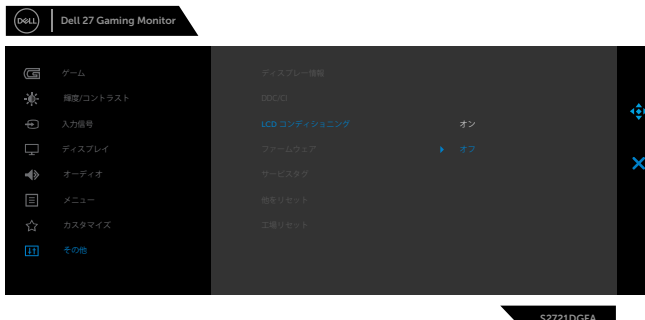 DELL Dell 27 Gaming Monitor
ゲーム ディスプレー情報
輝度/コントラスト DDC/CI
入力信号 LCD コンディショニング オン
ディスプレイ ファームウェア オフ
オーディオ サービスタグ
メニュー 他をリセット
カスタマイズ 工場リセット
その他
S2721DGFA